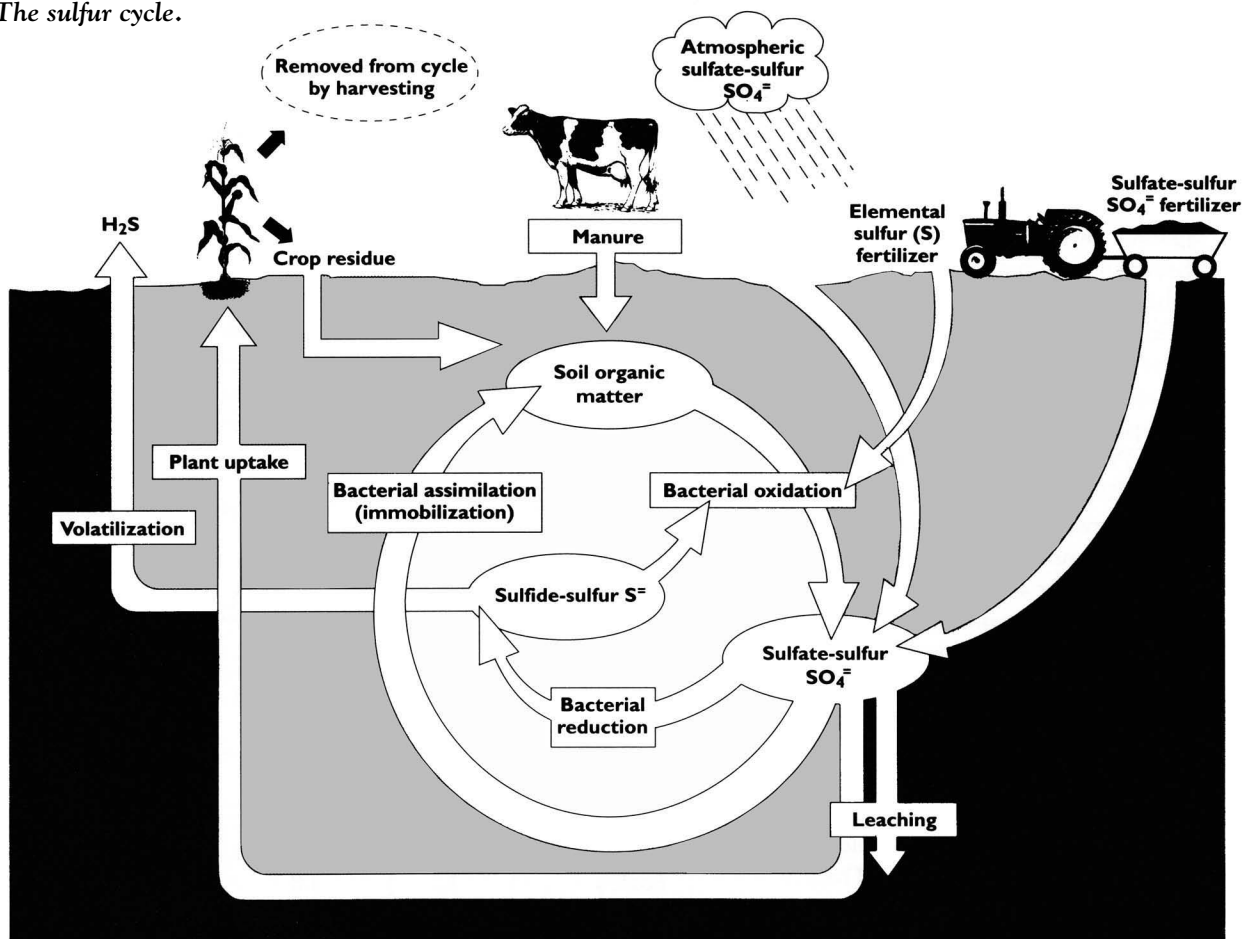 The sulfur cycle.
Removed from cycle
by harvesting
Atmospheric
sulfate-sulfur
SO₄⁼
H₂S
Crop residue
Manure
Elemental
sulfur (S)
fertilizer
Sulfate-sulfur
SO₄⁼ fertilizer
Soil organic
matter
Plant uptake
Bacterial assimilation
(immobilization)
Bacterial oxidation
Volatilization
Sulfide-sulfur S⁼
Sulfate-sulfur
SO₄⁼
Bacterial
reduction
Leaching